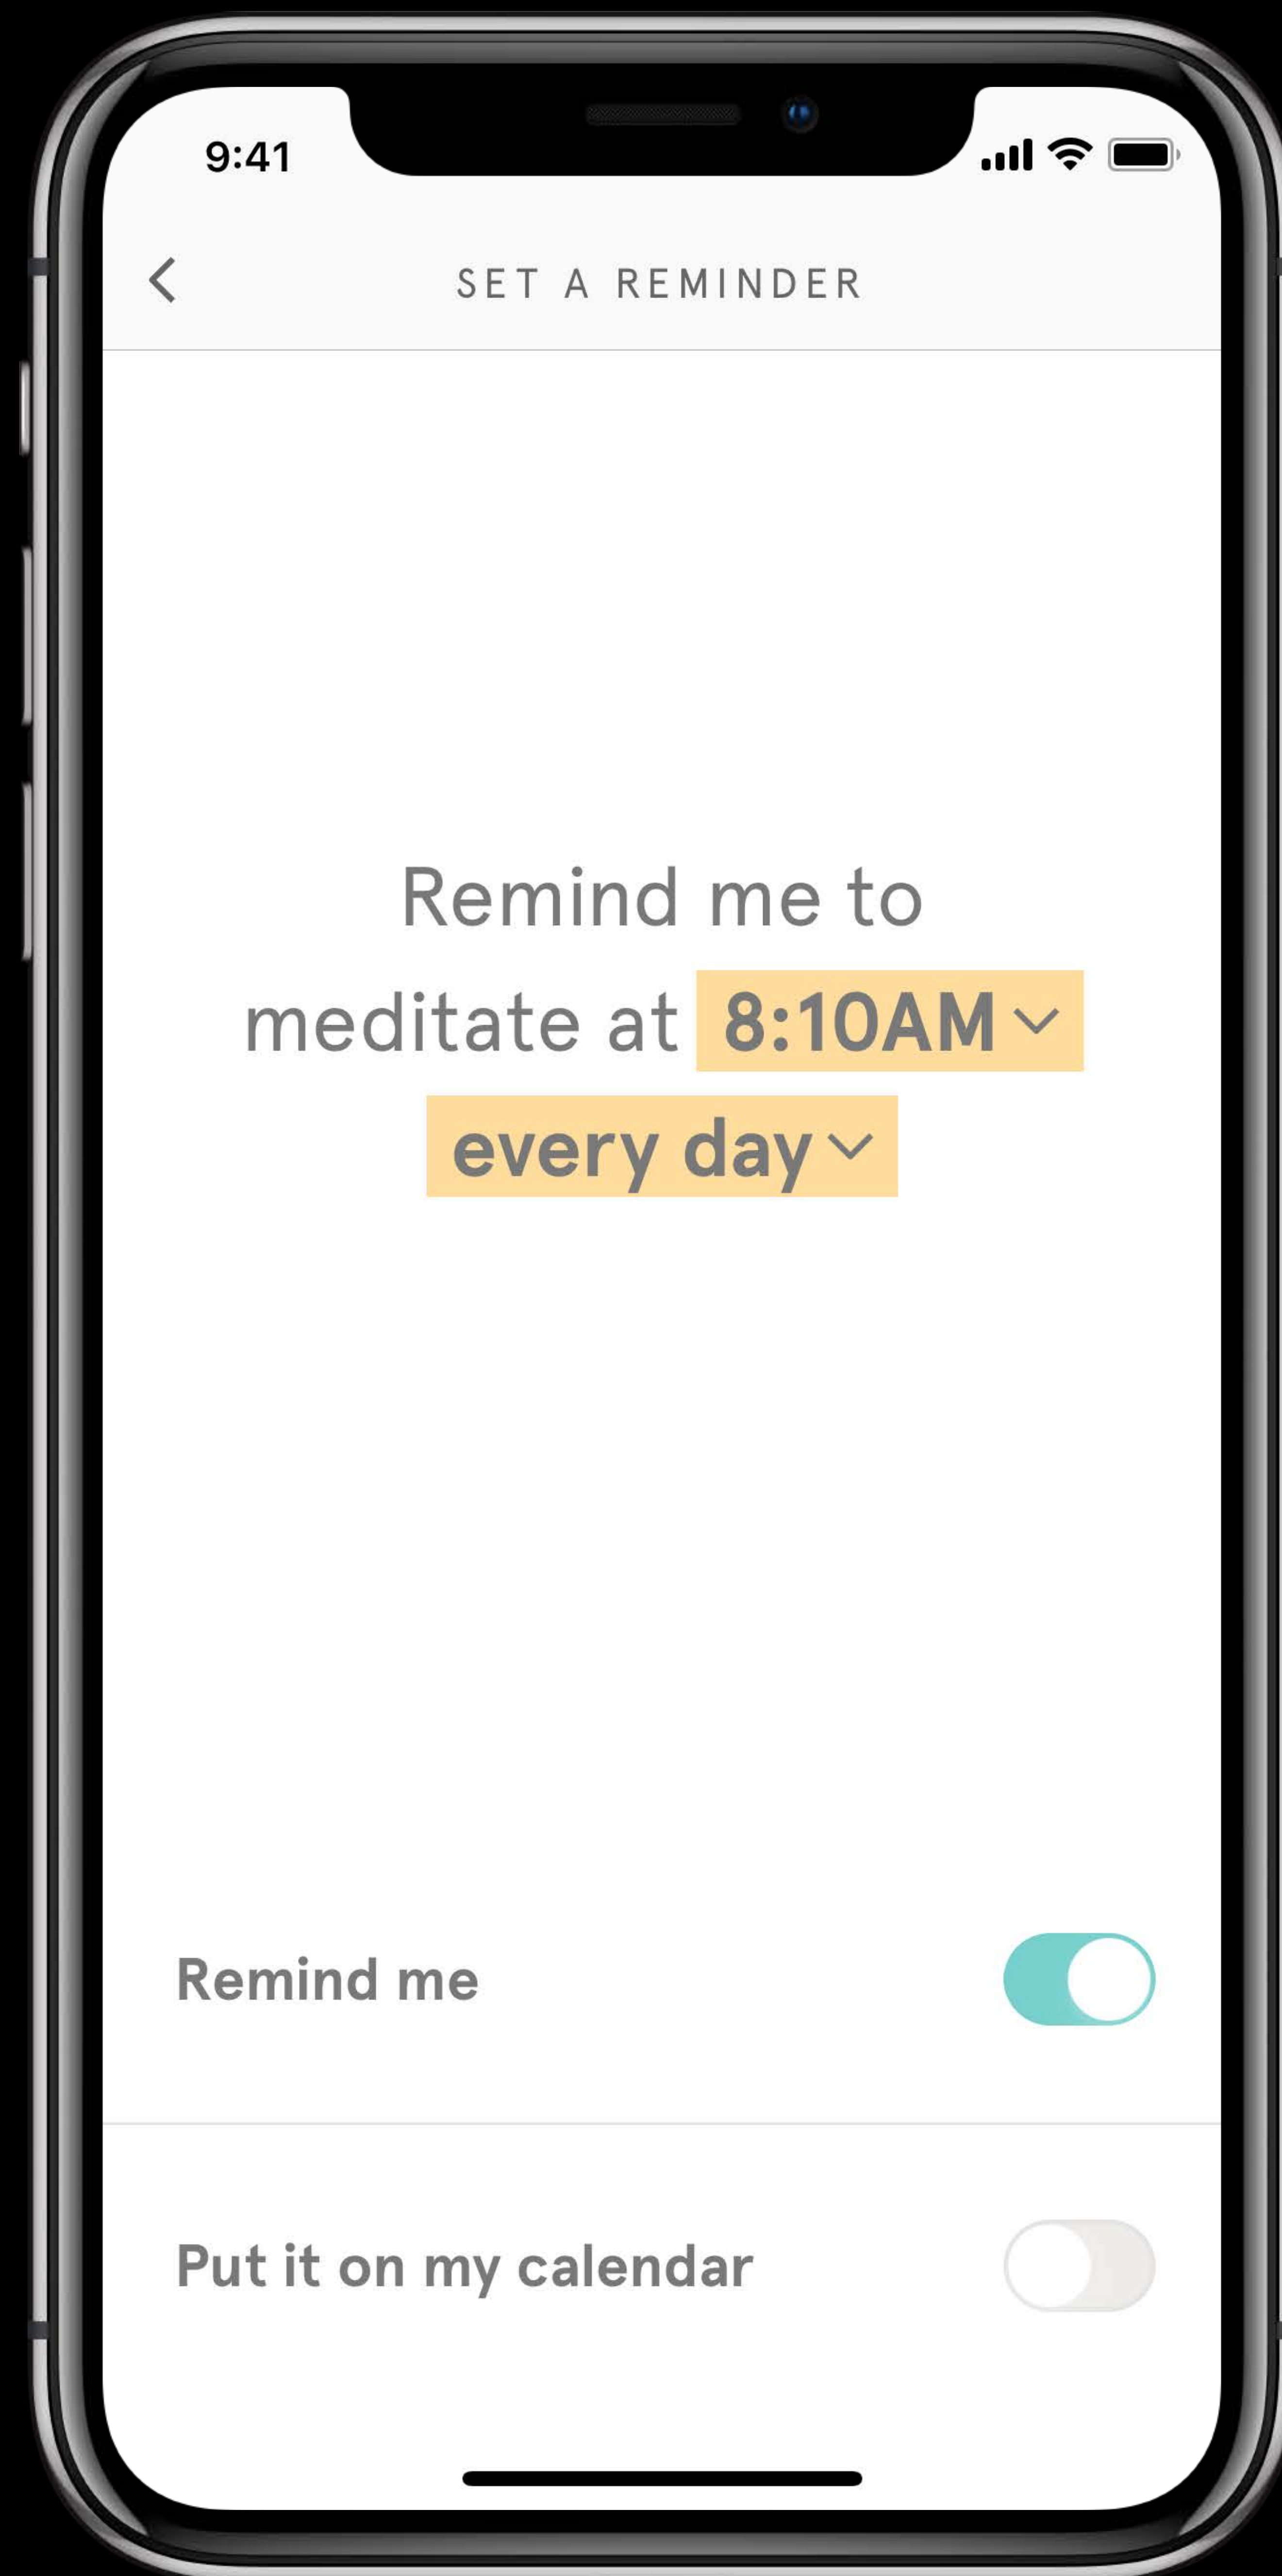 9:41
SET A REMINDER
Remind me to
meditate at 8:10AM
every day
Remind me
Put it on my calendar